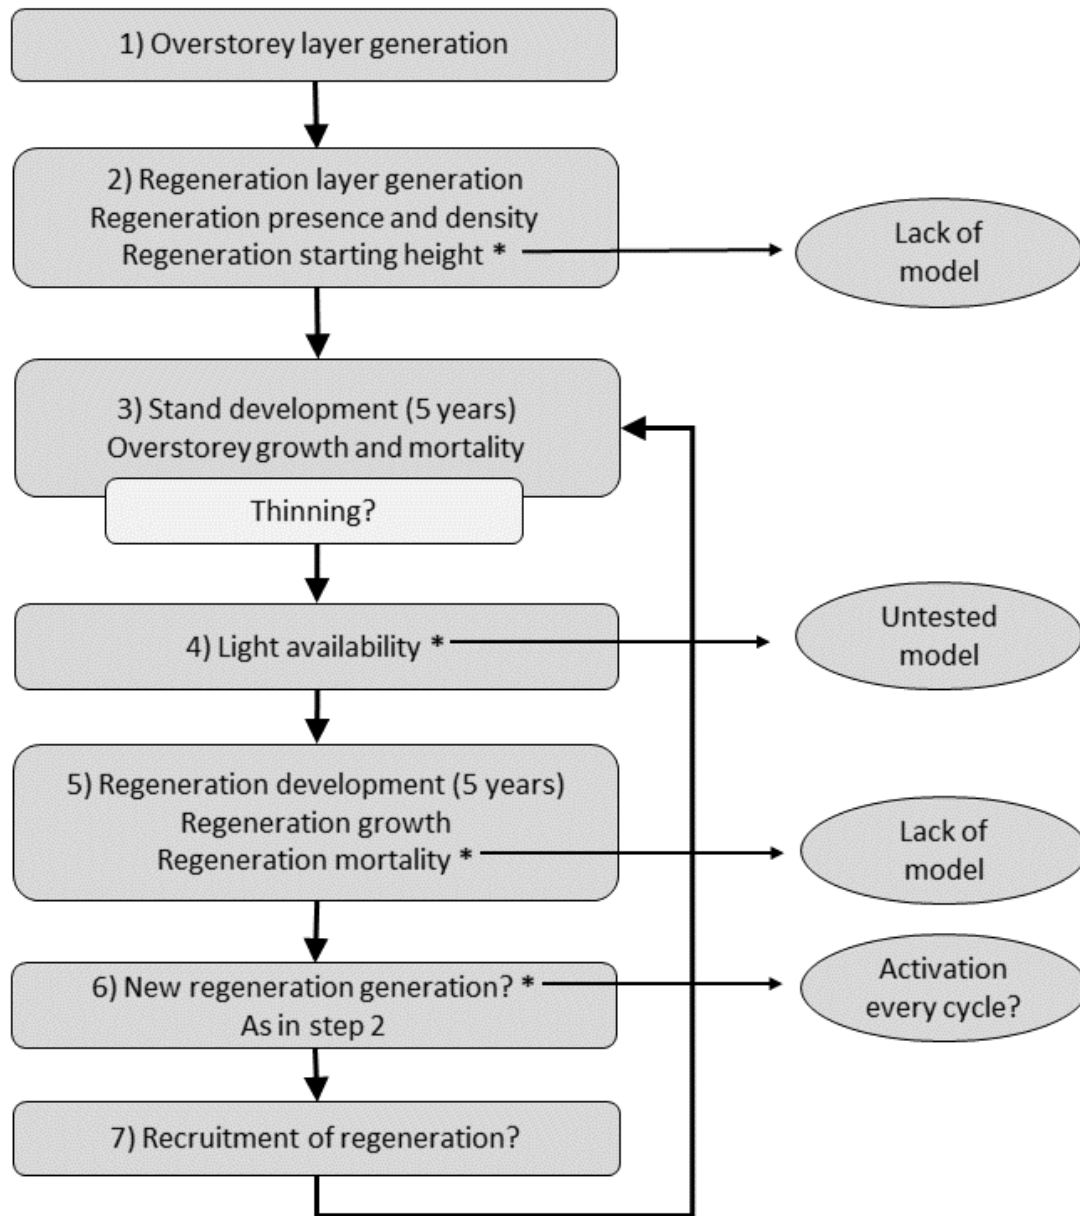 1) Overstorey layer generation
2) Regeneration layer generation
Regeneration presence and density
Regeneration starting height *
Lack of
model
3) Stand development (5 years)
Overstorey growth and mortality
Thinning?
4) Light availability *
Untested
model
5) Regeneration development (5 years)
Regeneration growth
Regeneration mortality *
Lack of
model
6) New regeneration generation? *
As in step 2
Activation
every cycle?
7) Recruitment of regeneration?